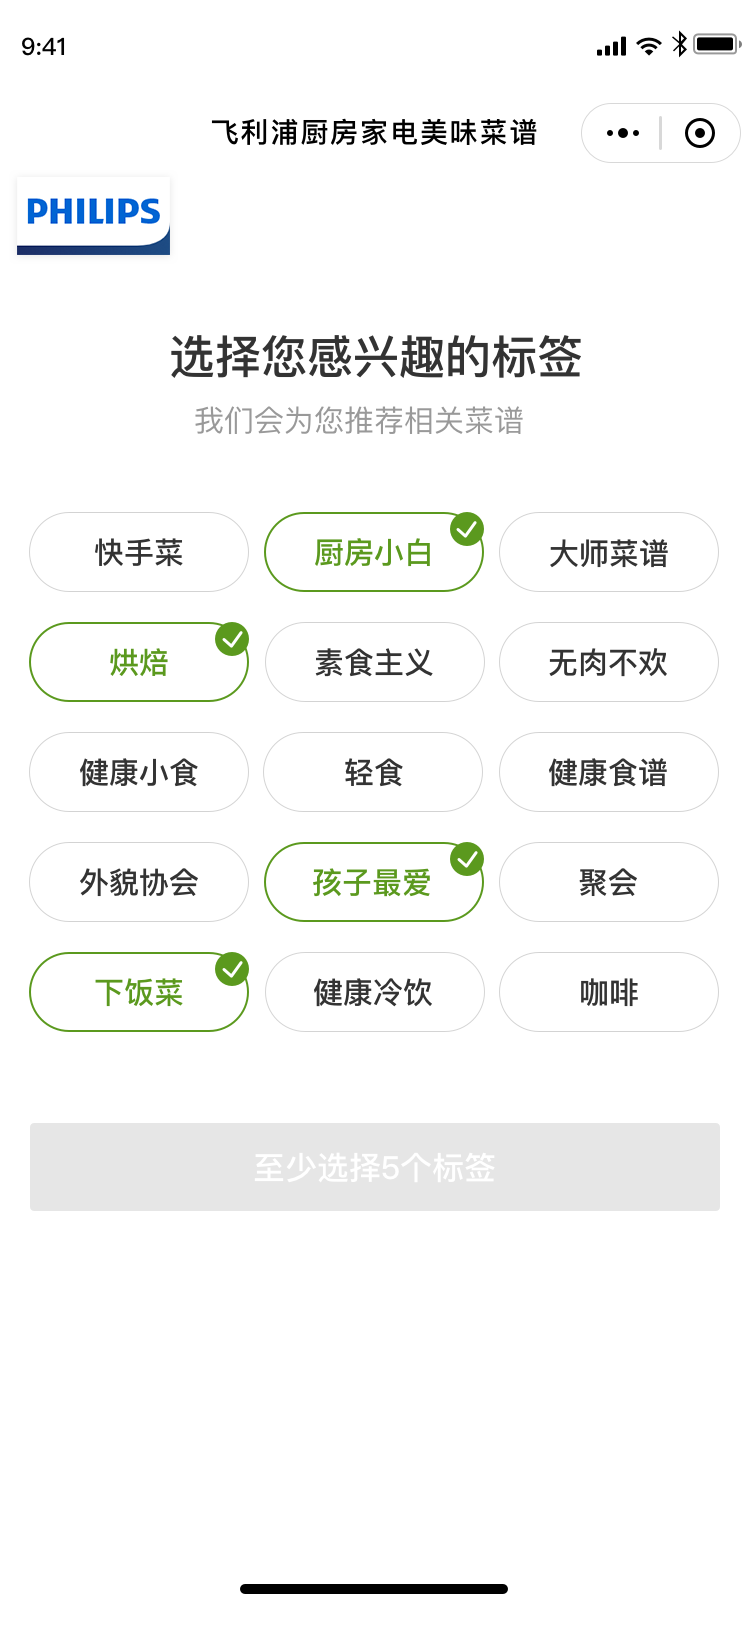 9:41
飞利浦厨房家电美味菜谱
PHILIPS
选择您感兴趣的标签
我们会为您推荐相关菜谱
快手菜 厨房小白 大师菜谱
烘焙 素食主义 无肉不欢
健康小食 轻食 健康食谱
外貌协会 孩子最爱 聚会
下饭菜 健康冷饮 咖啡
至少选择5个标签